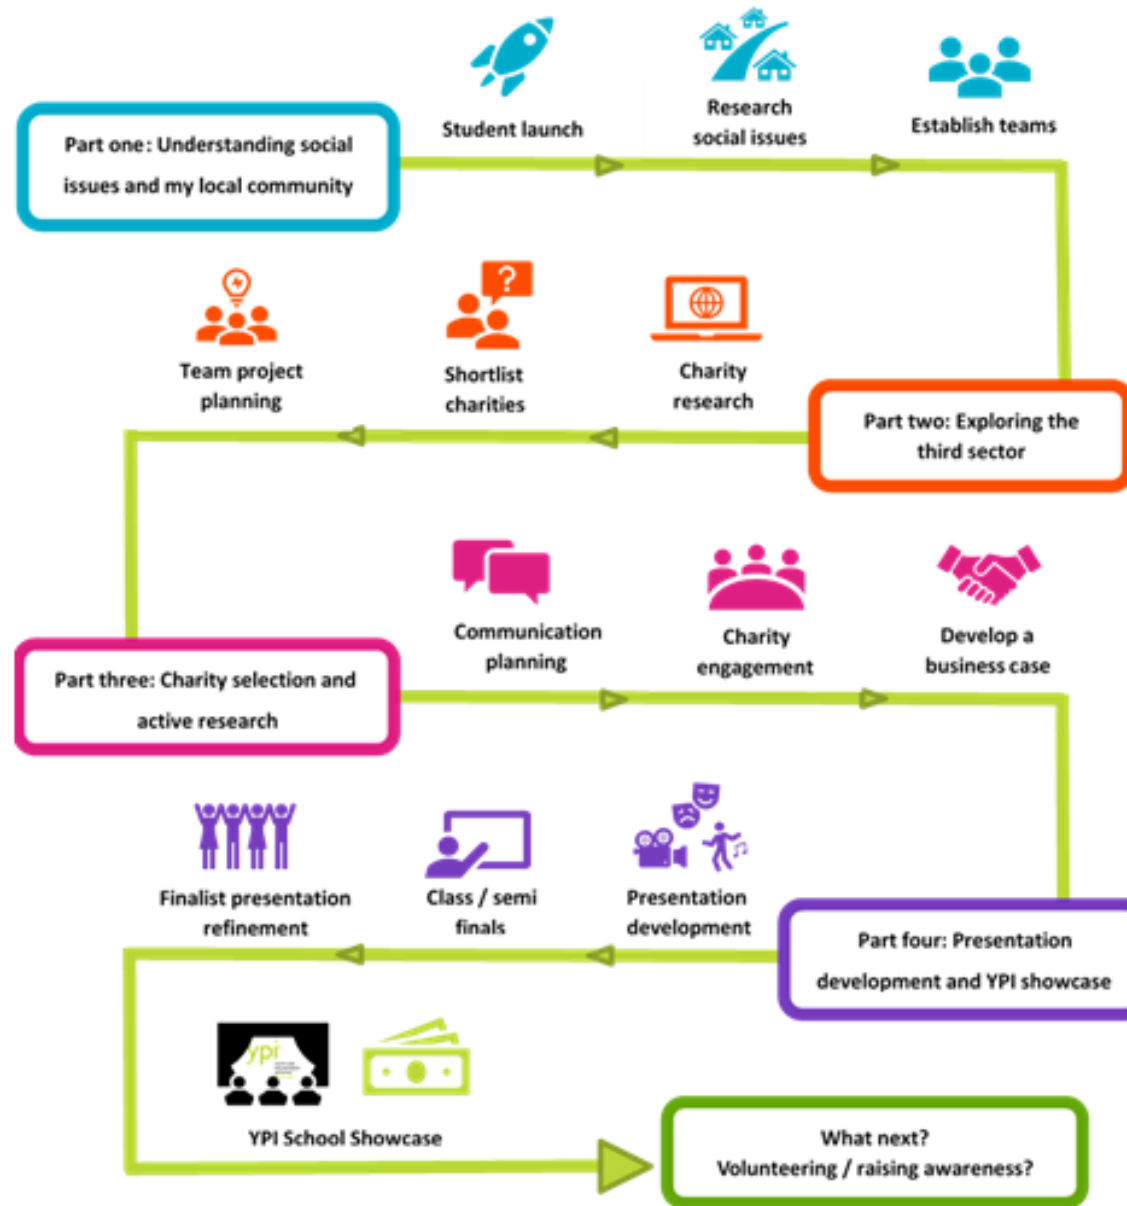 Student launch
Research
social issues
Establish teams
Part one: Understanding social
issues and my local community
Team project
planning
Shortlist
charities
?
Charity
research
Part two: Exploring the
third sector
Communication
planning
Charity
engagement
Develop a
business case
Part three: Charity selection and
active research
Finalist presentation
refinement
Class / semi
finals
Presentation
development
Part four: Presentation
development and YPI showcase
ypi
YPI School Showcase
What next?
Volunteering / raising awareness?